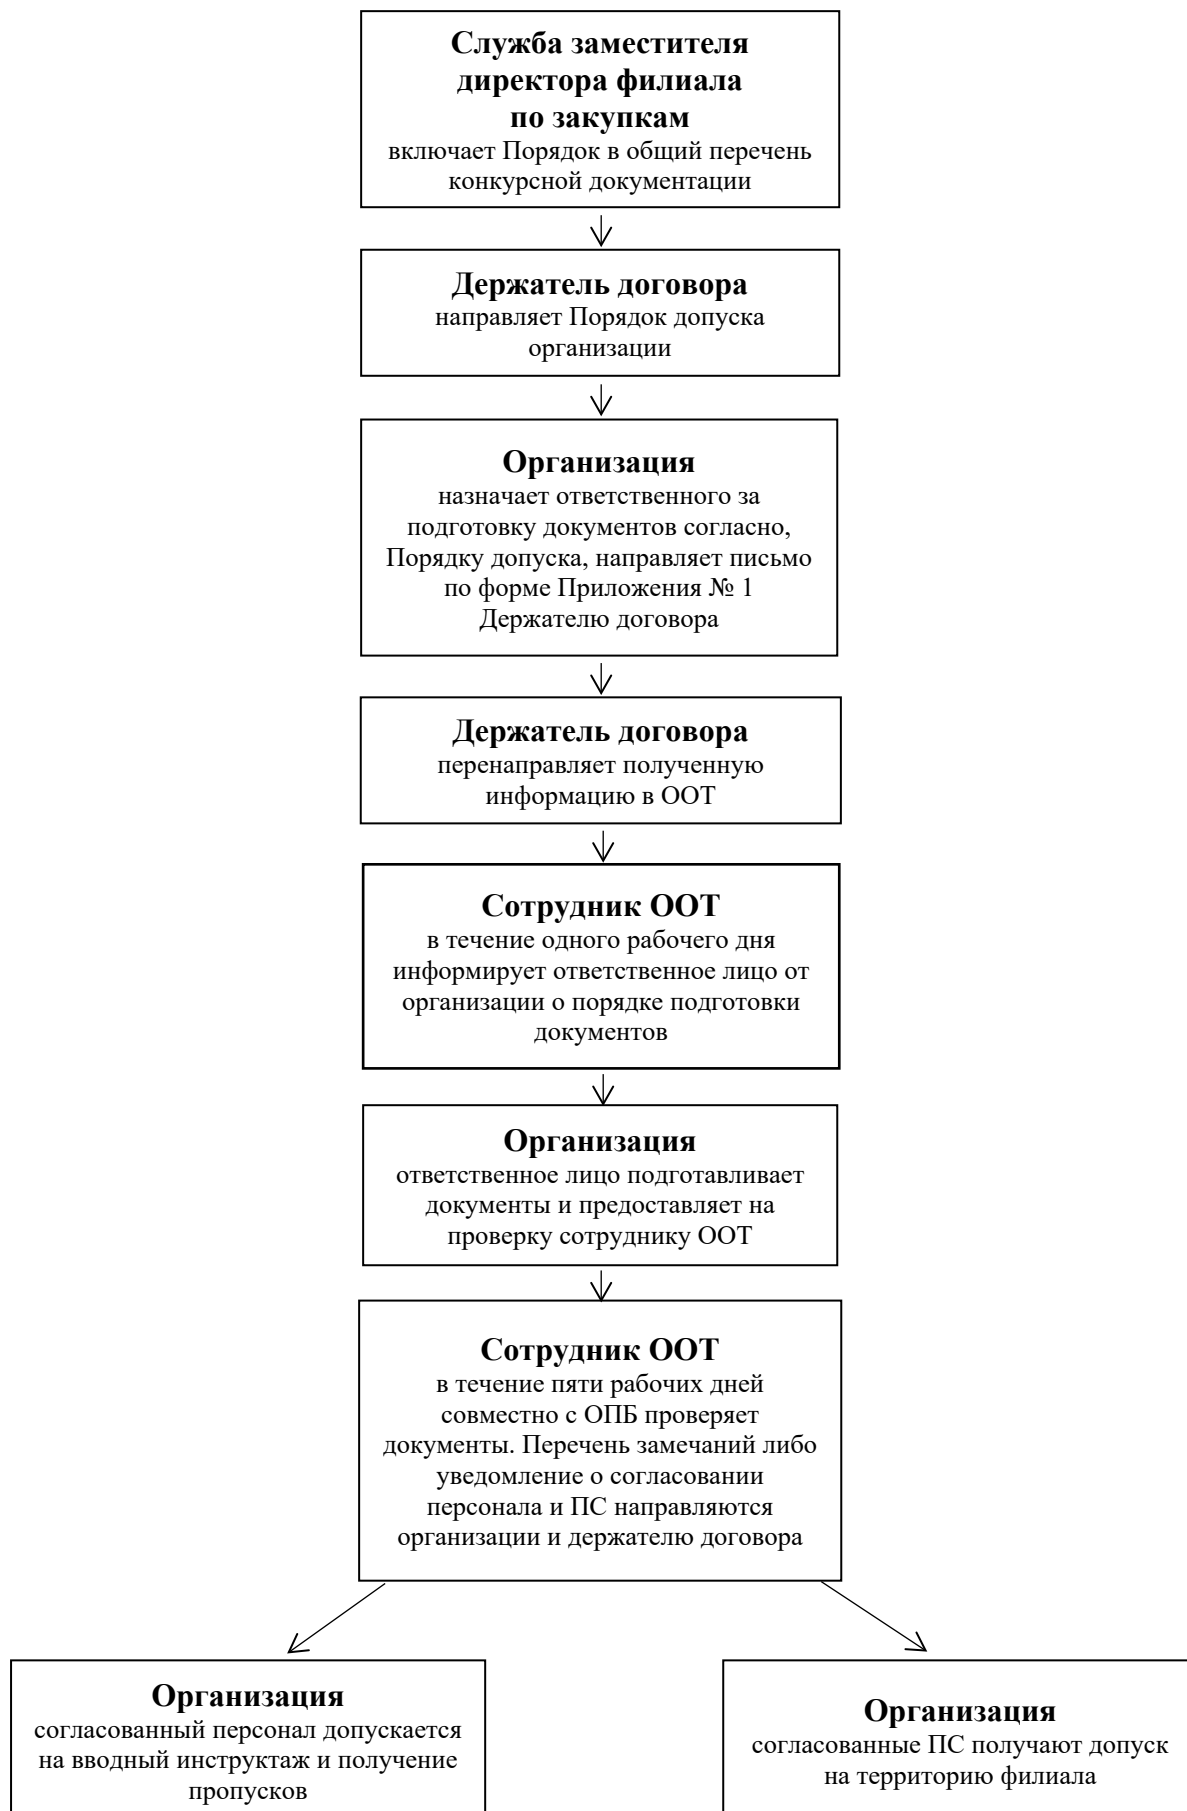 Служба заместителя
директора филиала
по закупкам
включает Порядок в общий перечень
конкурсной документации
Держатель договора
направляет Порядок допуска
организации
Организация
назначает ответственного за
подготовку документов согласно,
Порядку допуска, направляет письмо
по форме Приложения № 1
Держателю договора
Держатель договора
перенаправляет полученную
информацию в ООТ
Сотрудник ООТ
в течение одного рабочего дня
информирует ответственное лицо от
организации о порядке подготовки
документов
Организация
ответственное лицо подготавливает
документы и предоставляет на
проверку сотруднику ООТ
Сотрудник ООТ
в течение пяти рабочих дней
совместно с ОПБ проверяет
документы. Перечень замечаний либо
уведомление о согласовании
персонала и ПС направляются
организации и держателю договора
Организация
согласованный персонал допускается
на вводный инструктаж и получение
пропусков
Организация
согласованные ПС получают допуск
на территорию филиала